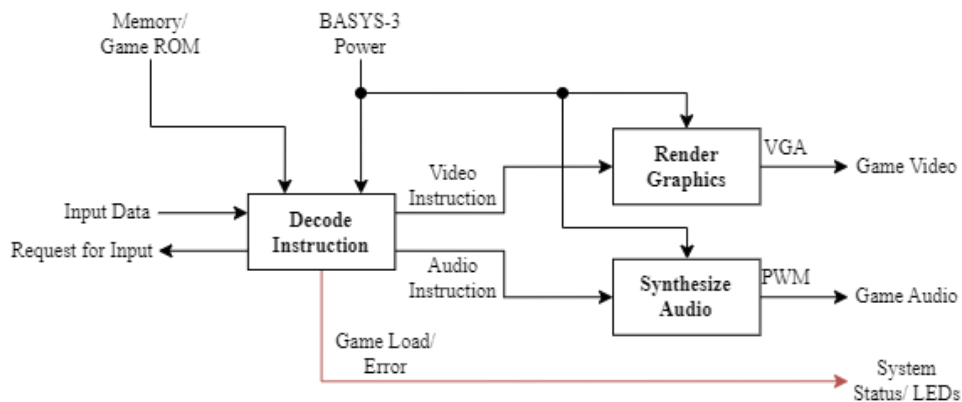 Memory/
Game ROM
BASYS-3
Power
Render
Graphics
VGA
Game Video
Video
Instruction
Input Data
Request for Input
Decode
Instruction
Audio
Instruction
Synthesize
Audio
PWM
Game Audio
Game Load/
Error
System
Status/ LEDs